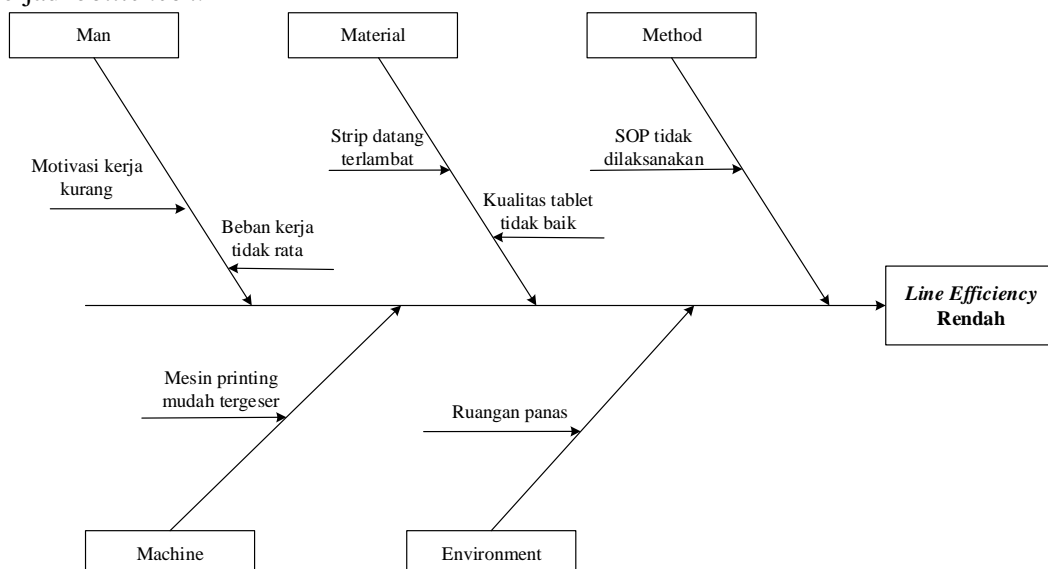 Man
Material
Method
Strip datang
terlambat
SOP tidak
dilaksanakan
Motivasi kerja
kurang
Kualitas tablet
tidak baik
Beban kerja
tidak rata
Line Efficiency
Rendah
Mesin printing
mudah tergeser
Ruangan panas
Machine
Environment